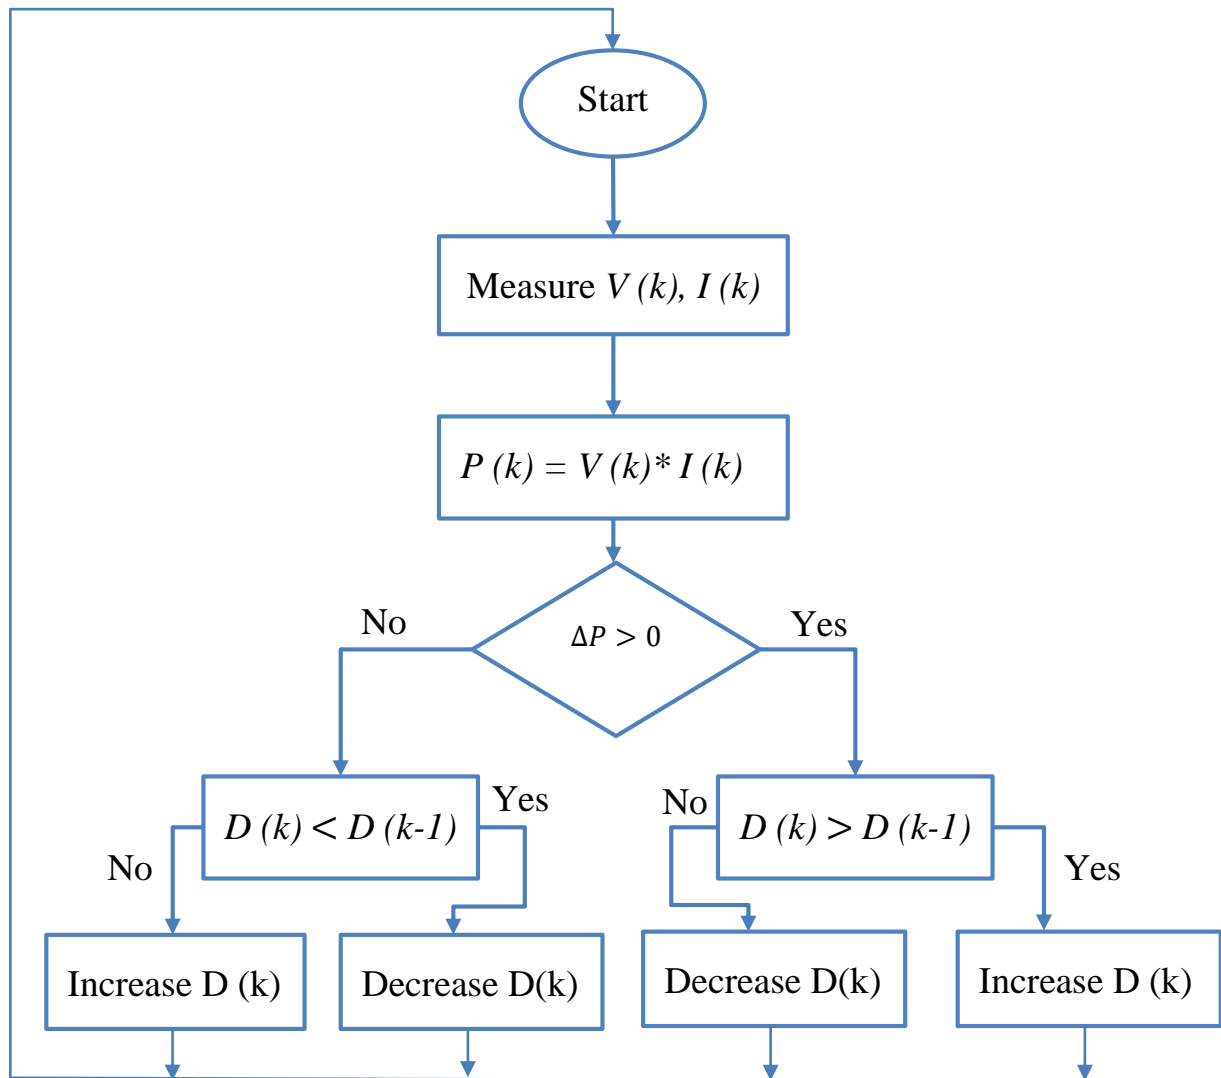 Start
Measure V (k), I (k)
P (k) = V (k)* I (k)
ΔP > 0
No
Yes
D (k) < D (k-1)
Yes
No
D (k) > D (k-1)
No
Yes
Increase D (k)
Decrease D(k)
Decrease D(k)
Increase D (k)